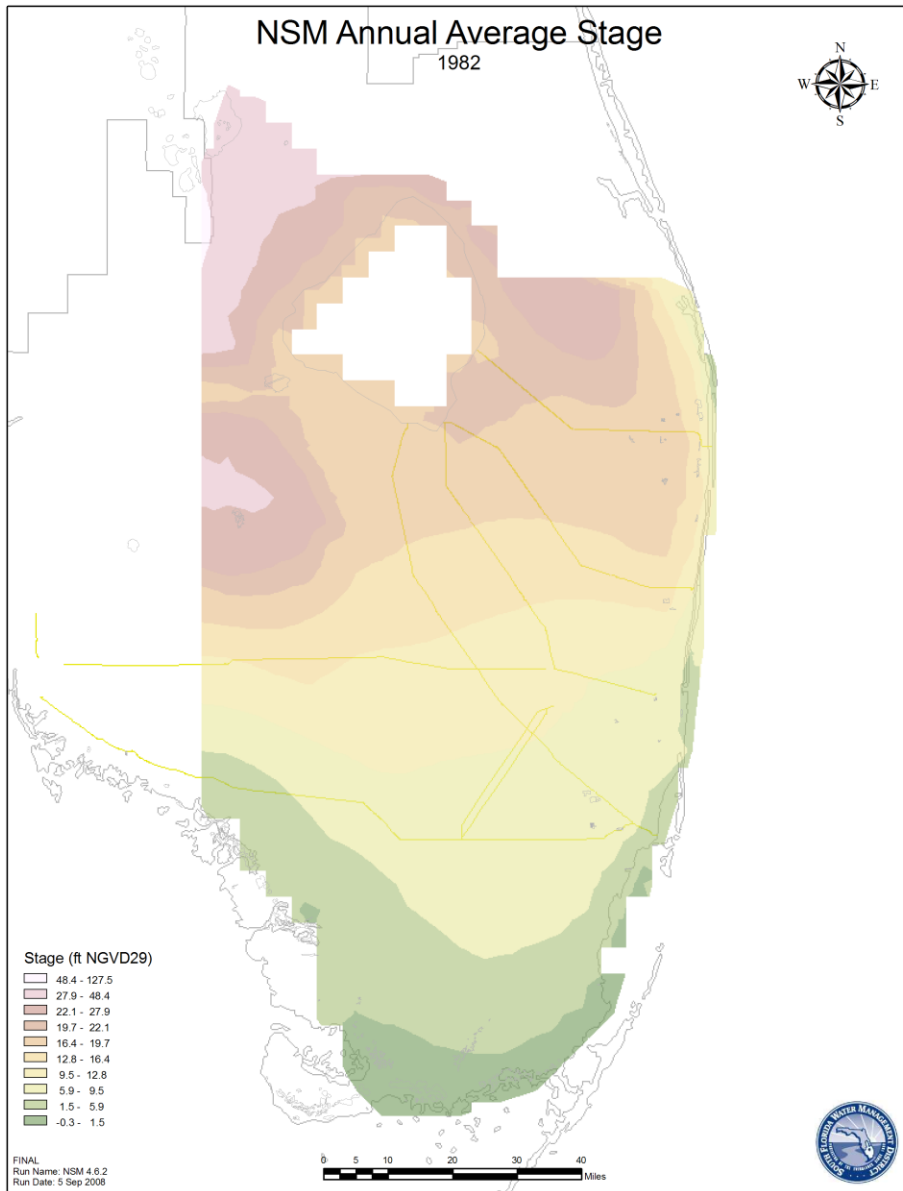 NSM Annual Average Stage
1982
N
W E
S
Stage (ft NGVD29)
48.4 - 127.5
27.9 - 48.4
22.1 - 27.9
19.7 - 22.1
16.4 - 19.7
12.8 - 16.4
9.5 - 12.8
5.9 - 9.5
1.5 - 5.9
-0.3 - 1.5
FINAL
Run Name: NSM 4.6.2
Run Date: 5 Sep 2008
0 5 10 20 30 40
Miles
SOUTH FLORIDA WATER MANAGEMENT DISTRICT